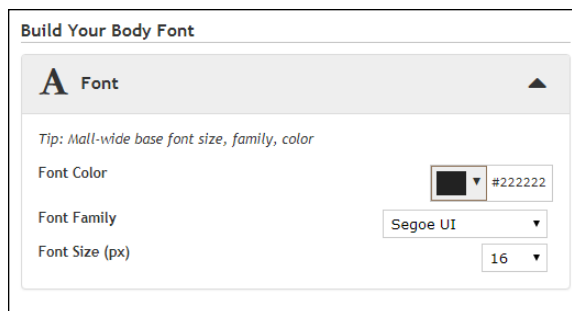 Build Your Body Font
A Font
Tip: Mall-wide base font size, family, color
Font Color
#222222
Font Family
Segoe UI
Font Size (px)
16